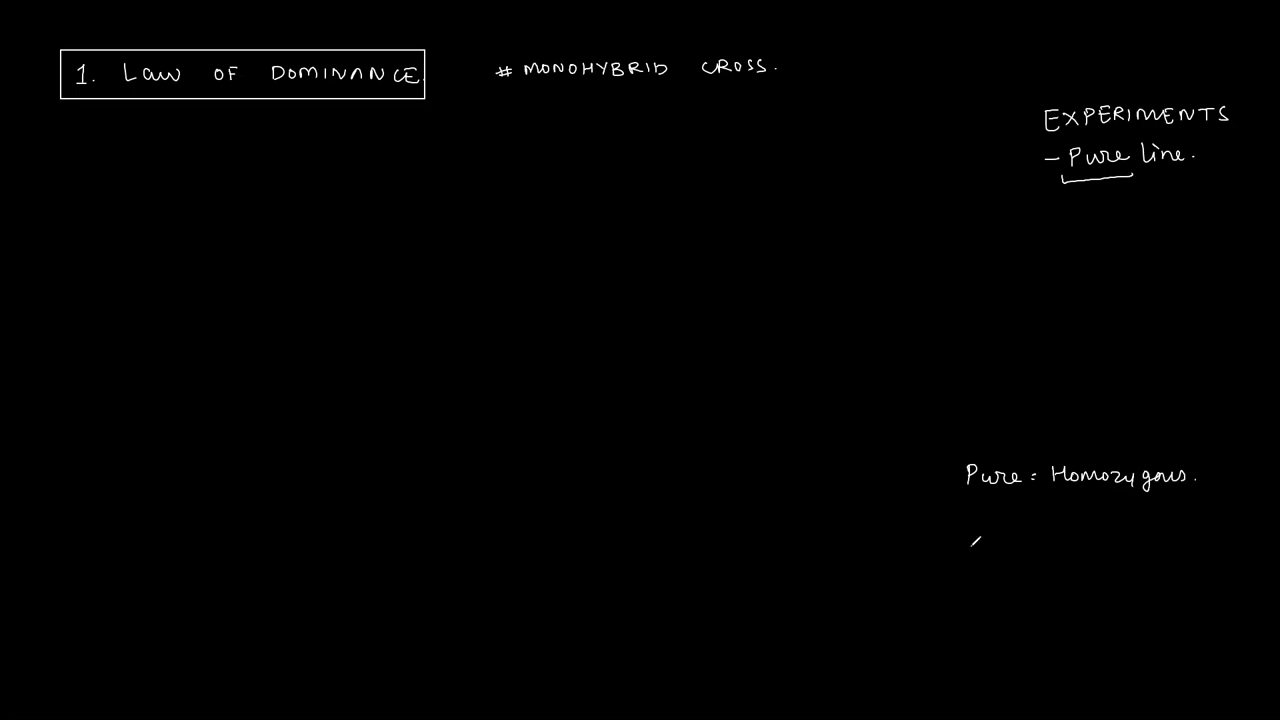 1. LAW OF DOMINANCE.
# MONOHYBRID CROSS.
EXPERIMENTS
- Pure line.
Pure = Homozygous.